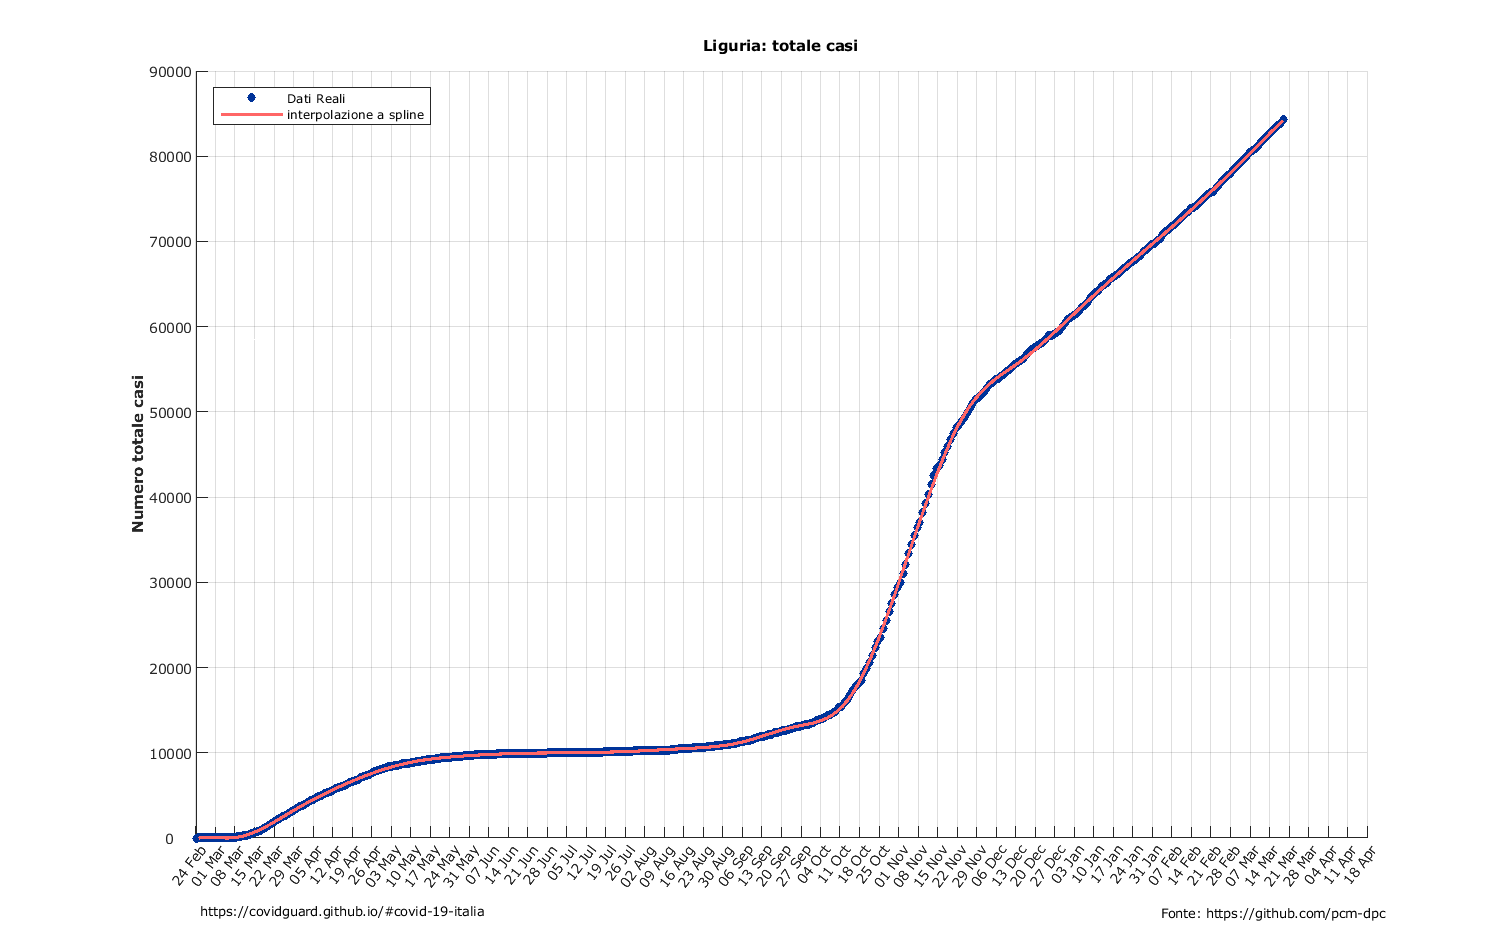 Liguria: totale casi
90000
80000
70000
60000
50000
40000
30000
20000
10000
0
Numero totale casi
Dati Reali
interpolazione a spline
24 Feb
01 Mar
08 Mar
15 Mar
22 Mar
29 Mar
05 Apr
12 Apr
19 Apr
26 Apr
03 May
10 May
17 May
24 May
31 May
07 Jun
14 Jun
21 Jun
28 Jun
05 Jul
12 Jul
19 Jul
26 Jul
02 Aug
09 Aug
16 Aug
23 Aug
30 Aug
06 Sep
13 Sep
20 Sep
27 Sep
04 Oct
11 Oct
18 Oct
25 Oct
01 Nov
08 Nov
15 Nov
22 Nov
29 Nov
06 Dec
13 Dec
20 Dec
27 Dec
03 Jan
10 Jan
17 Jan
24 Jan
31 Jan
07 Feb
14 Feb
21 Feb
28 Feb
07 Mar
14 Mar
21 Mar
28 Mar
04 Apr
11 Apr
18 Apr
https://covidguard.github.io/#covid-19-italia
Fonte: https://github.com/pcm-dpc